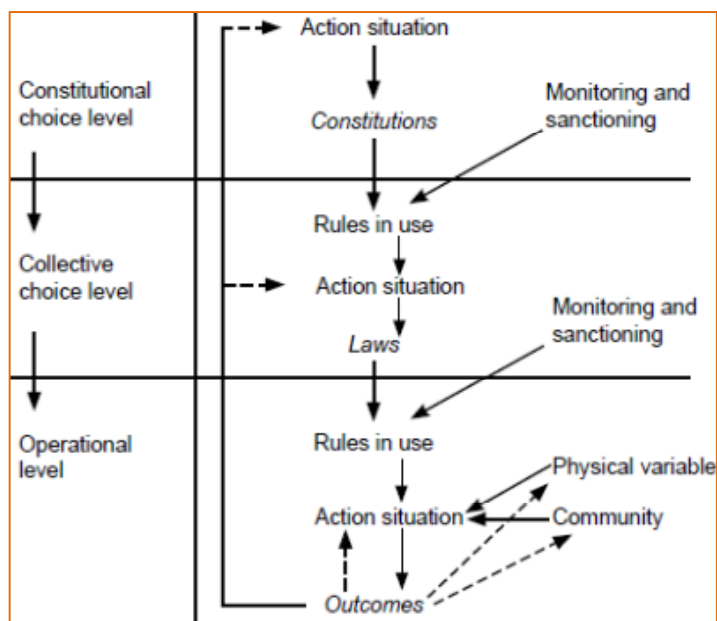 Action situation
Constitutional
choice level
Constitutions
Monitoring and
sanctioning
Rules in use
Collective
choice level
Action situation
Laws
Monitoring and
sanctioning
Operational
level
Rules in use
Physical variable
Action situation
Community
Outcomes